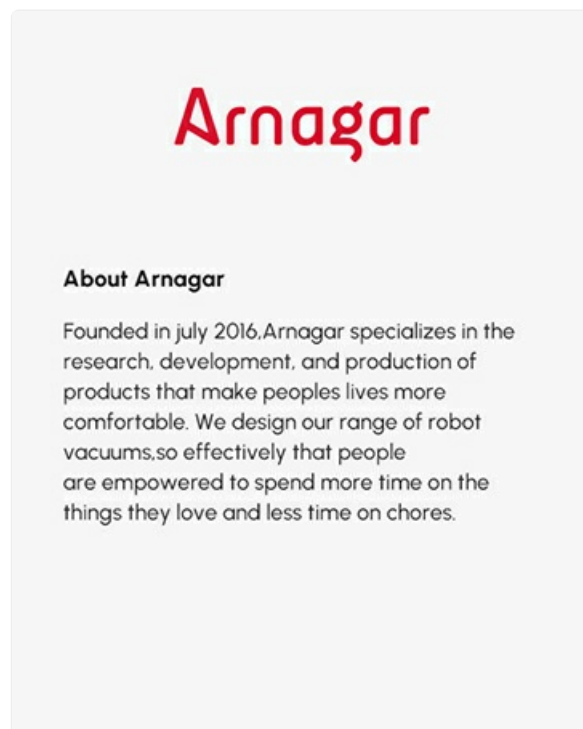 Arnagar
About Arnagar
Founded in july 2016,Arnagar specializes in the
research, development, and production of
products that make peoples lives more
comfortable. We design our range of robot
vacuums,so effectively that people
are empowered to spend more time on the
things they love and less time on chores.